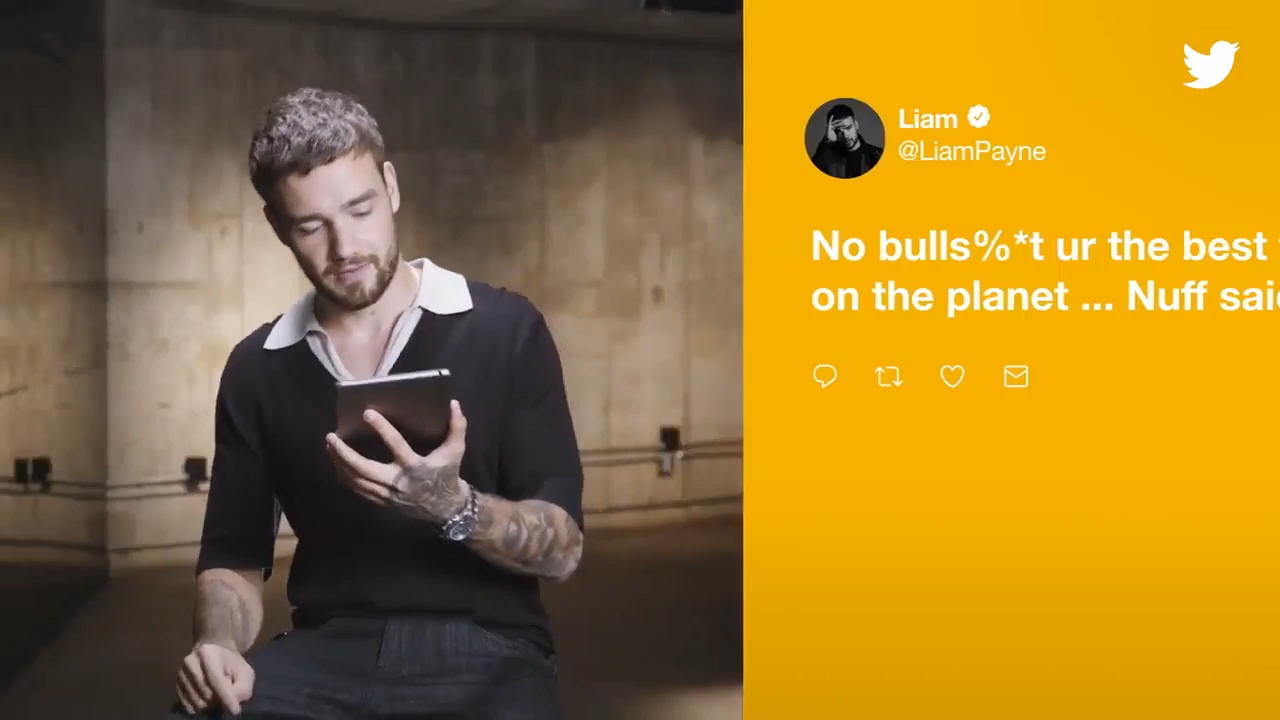 Liam
@LiamPayne
No bulls%*t ur the best
on the planet ... Nuff